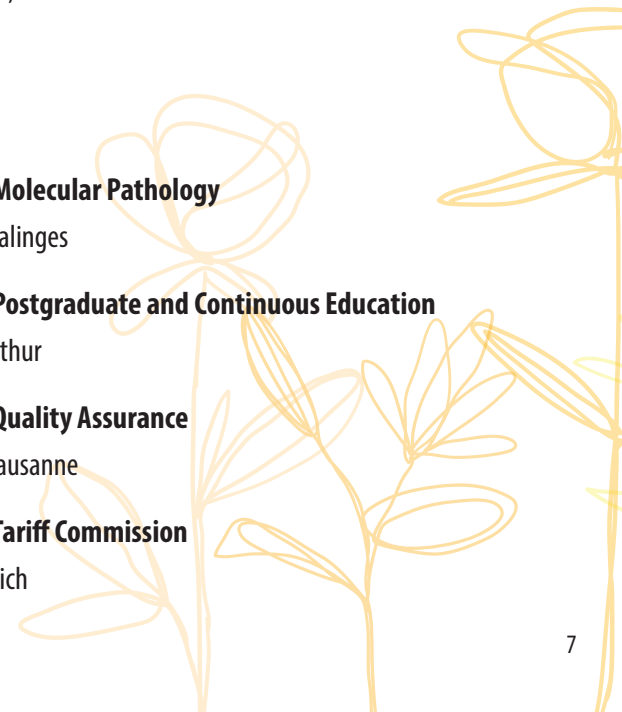 Molecular Pathology
alinges
Postgraduate and Continuous Education
thur
Quality Assurance
ausanne
Tariff Commission
ich
7